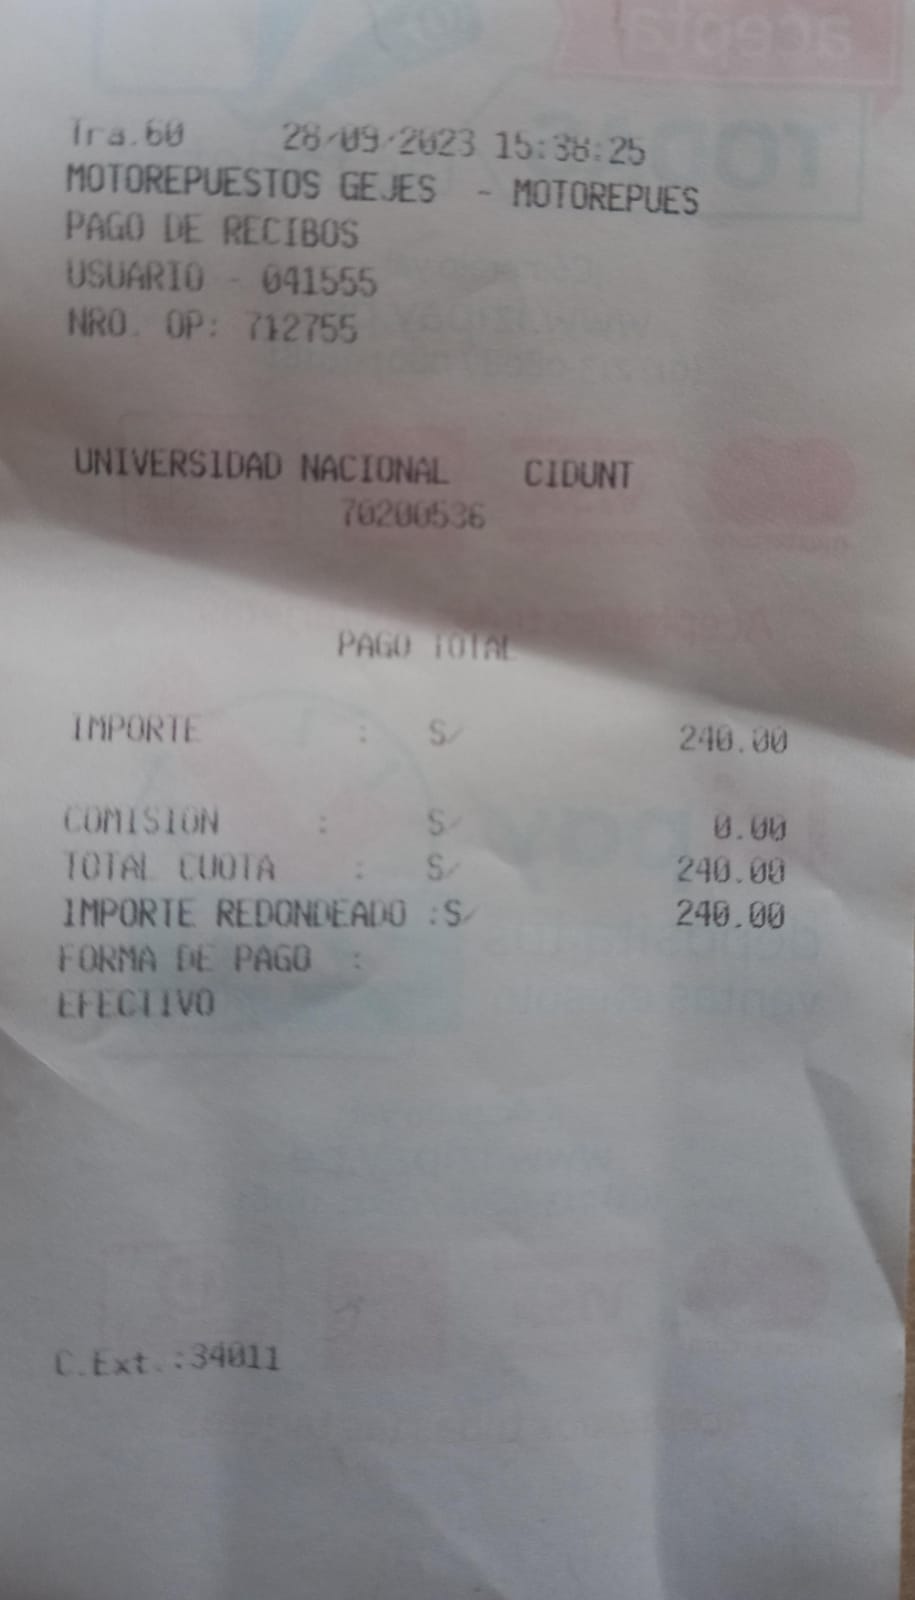 Tra.60 28/09/2023 15:38:25
MOTOREPUESTOS GEJES - MOTOREPUES
PAGO DE RECIBOS
USUARIO - 041555
NRO. OP: 712755
UNIVERSIDAD NACIONAL CIDUNT
70200536
PAGO TOTAL
IMPORTE : S/ 240.00
COMISION : S/ 0.00
TOTAL CUOTA : S/ 240.00
IMPORTE REDONDEADO :S/ 240.00
FORMA DE PAGO :
EFECTIVO
C.Ext.:34011